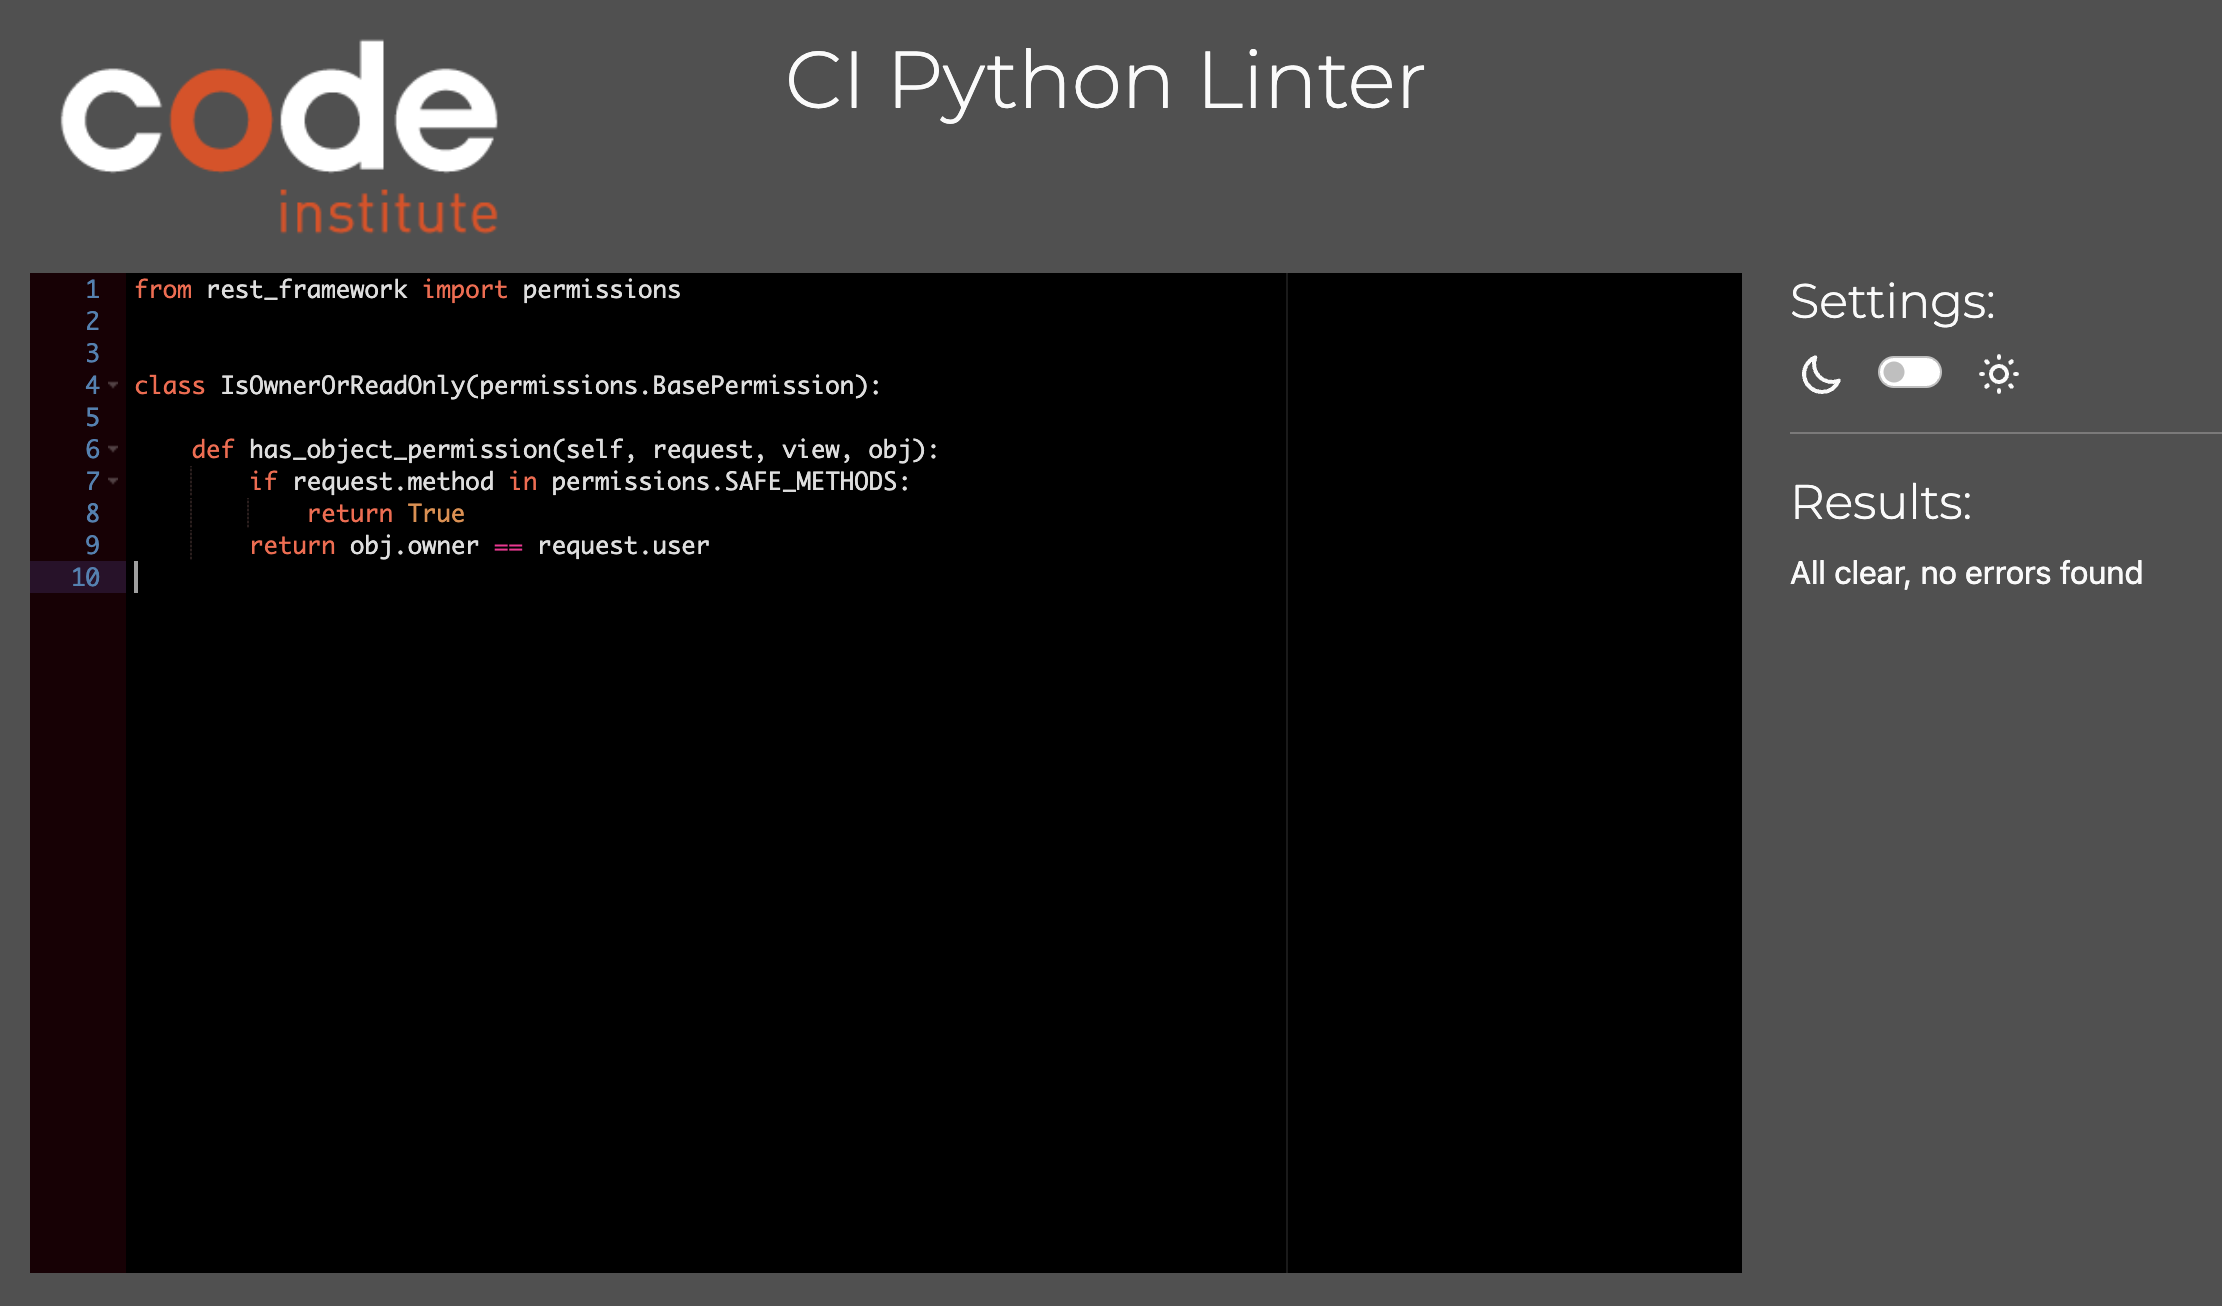 code
institute
CI Python Linter
1 from rest_framework import permissions
2
3
4 class IsOwnerOrReadOnly(permissions.BasePermission):
5
6     def has_object_permission(self, request, view, obj):
7         if request.method in permissions.SAFE_METHODS:
8             return True
9         return obj.owner == request.user
10
Settings:
Results:
All clear, no errors found